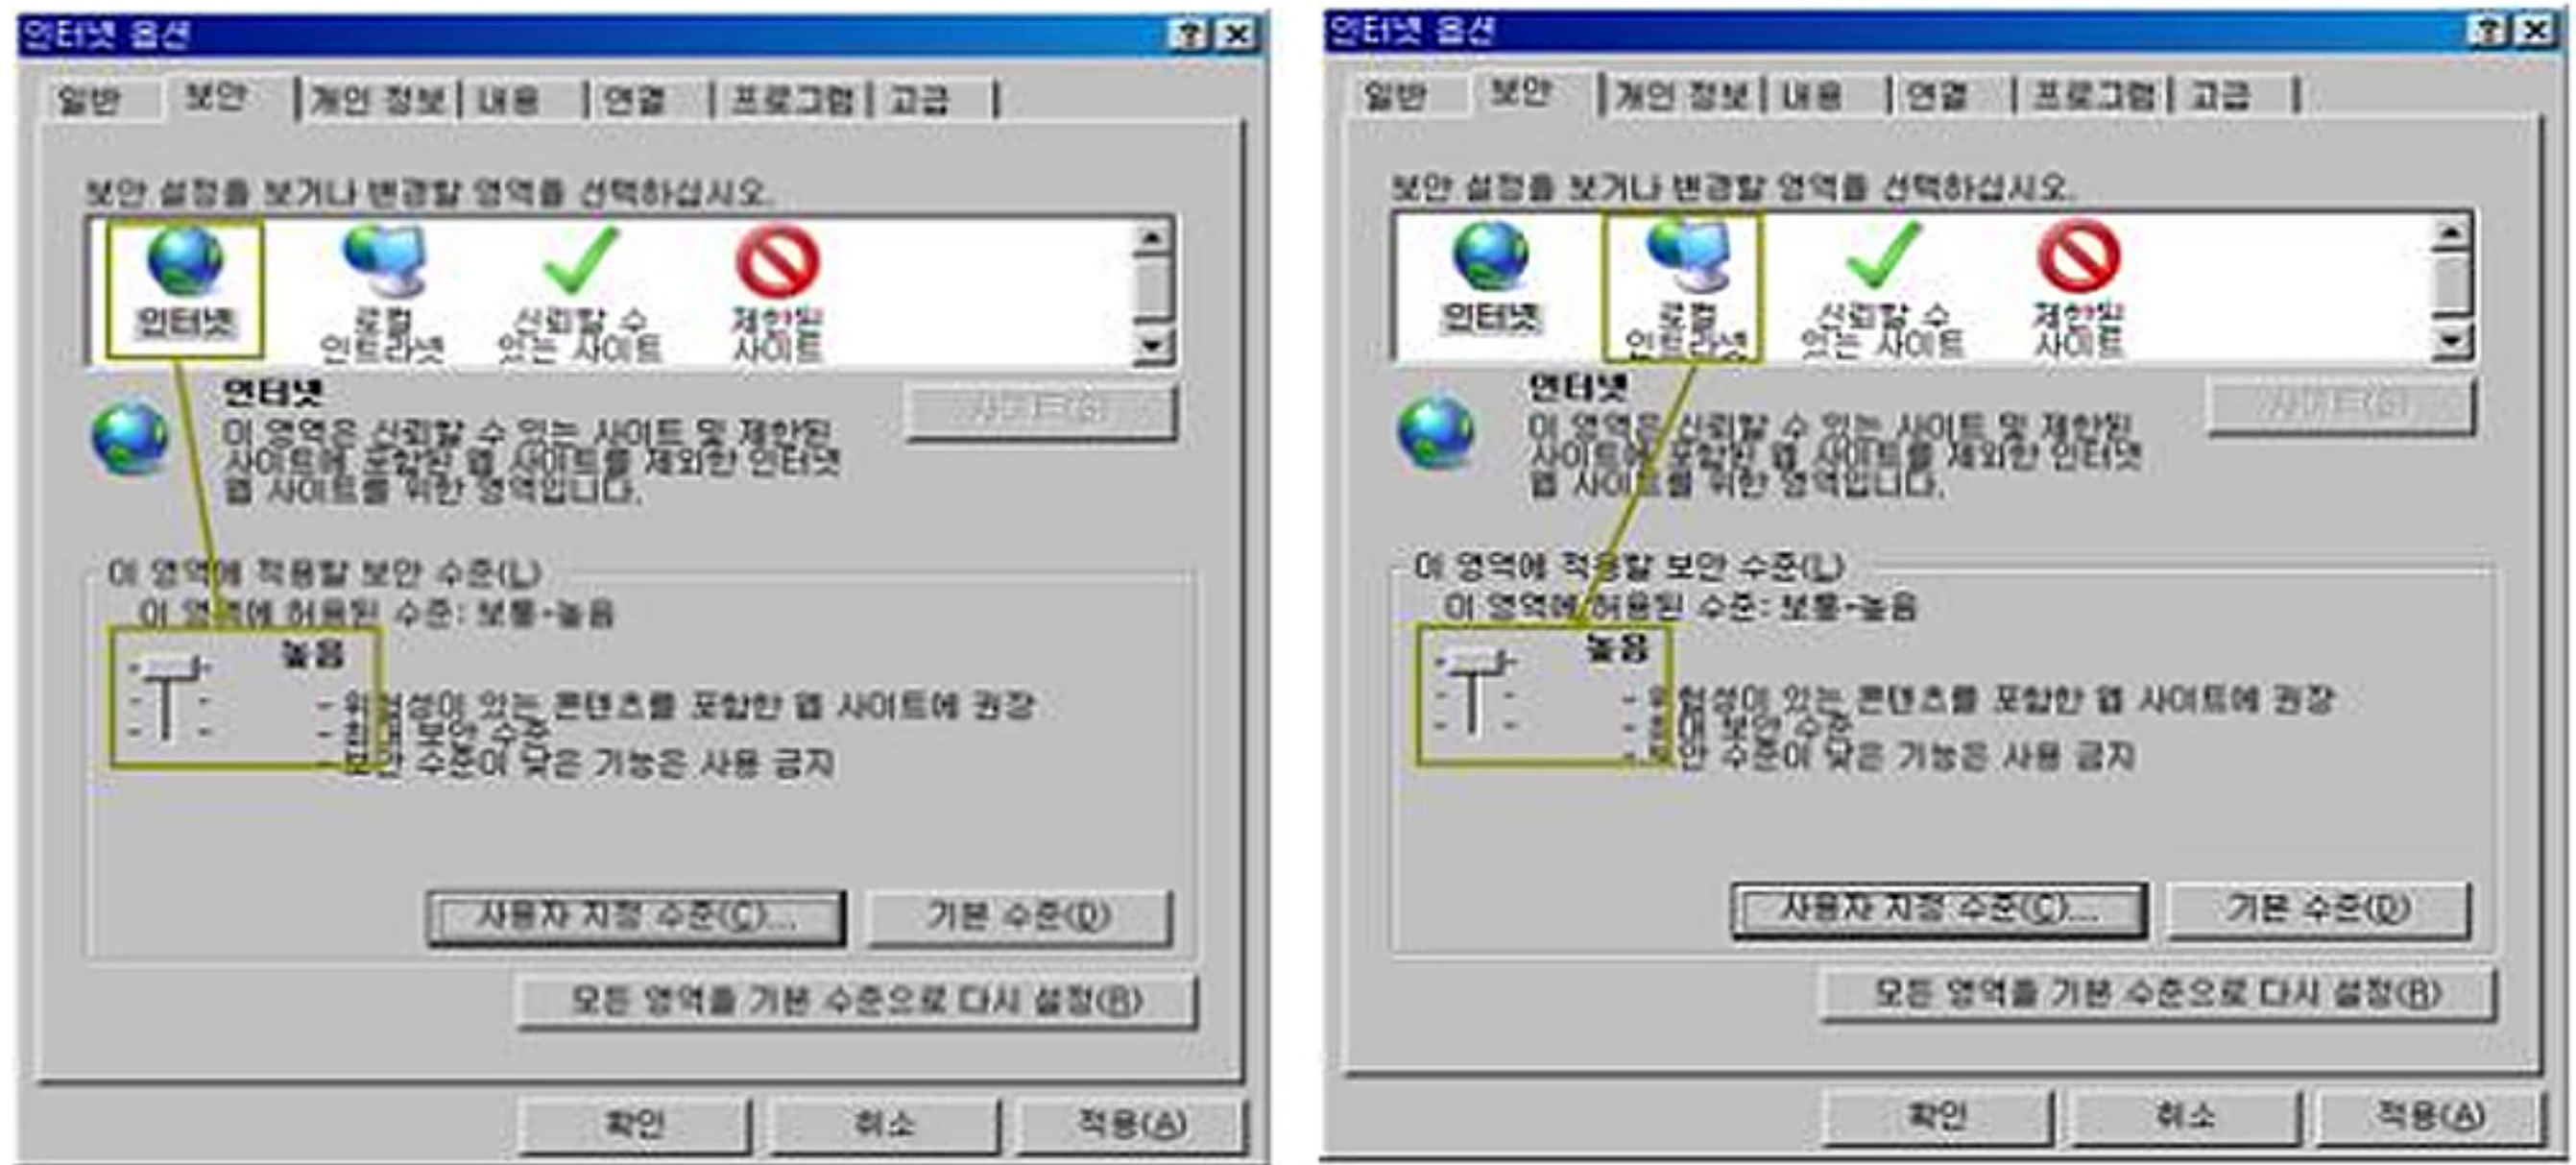 인터넷 옵션
일반 보안 개인 정보 내용 연결 프로그램 고급
보안 설정을 보거나 변경할 영역을 선택하십시오.
인터넷
로컬
인트라넷
신뢰할 수
있는 사이트
제한된
사이트
인터넷
사이트(S)
이 영역은 신뢰할 수 있는 사이트 및 제한된
사이트에 포함된 웹 사이트를 제외한 인터넷
웹 사이트를 위한 영역입니다.
이 영역에 적용할 보안 수준(L)
이 영역에 허용된 수준: 보통-높음
높음
- 위험성이 있는 콘텐츠를 포함한 웹 사이트에 권장
- 최대 보안 수준
- 보안 수준이 낮은 기능은 사용 금지
사용자 지정 수준(C)... 기본 수준(D)
모든 영역을 기본 수준으로 다시 설정(R)
확인 취소 적용(A)
인터넷 옵션
일반 보안 개인 정보 내용 연결 프로그램 고급
보안 설정을 보거나 변경할 영역을 선택하십시오.
인터넷
로컬
인트라넷
신뢰할 수
있는 사이트
제한된
사이트
인터넷
사이트(S)
이 영역은 신뢰할 수 있는 사이트 및 제한된
사이트에 포함된 웹 사이트를 제외한 인터넷
웹 사이트를 위한 영역입니다.
이 영역에 적용할 보안 수준(L)
이 영역에 허용된 수준: 보통-높음
높음
- 위험성이 있는 콘텐츠를 포함한 웹 사이트에 권장
- 최대 보안 수준
- 보안 수준이 낮은 기능은 사용 금지
사용자 지정 수준(C)... 기본 수준(D)
모든 영역을 기본 수준으로 다시 설정(R)
확인 취소 적용(A)